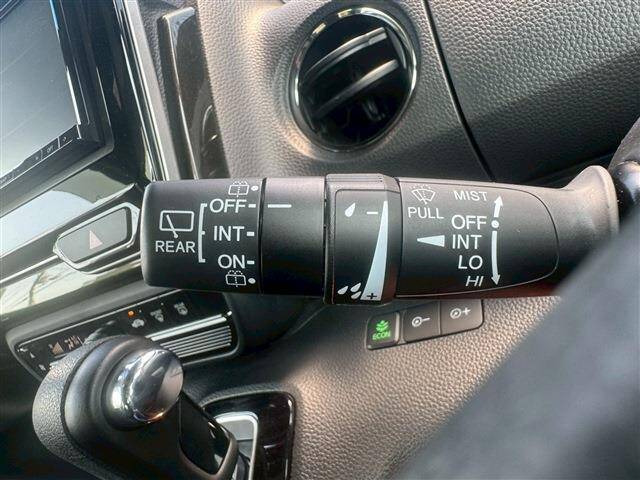 REAR
OFF
INT
ON
PULL
MIST
OFF
INT
LO
HI
ECON